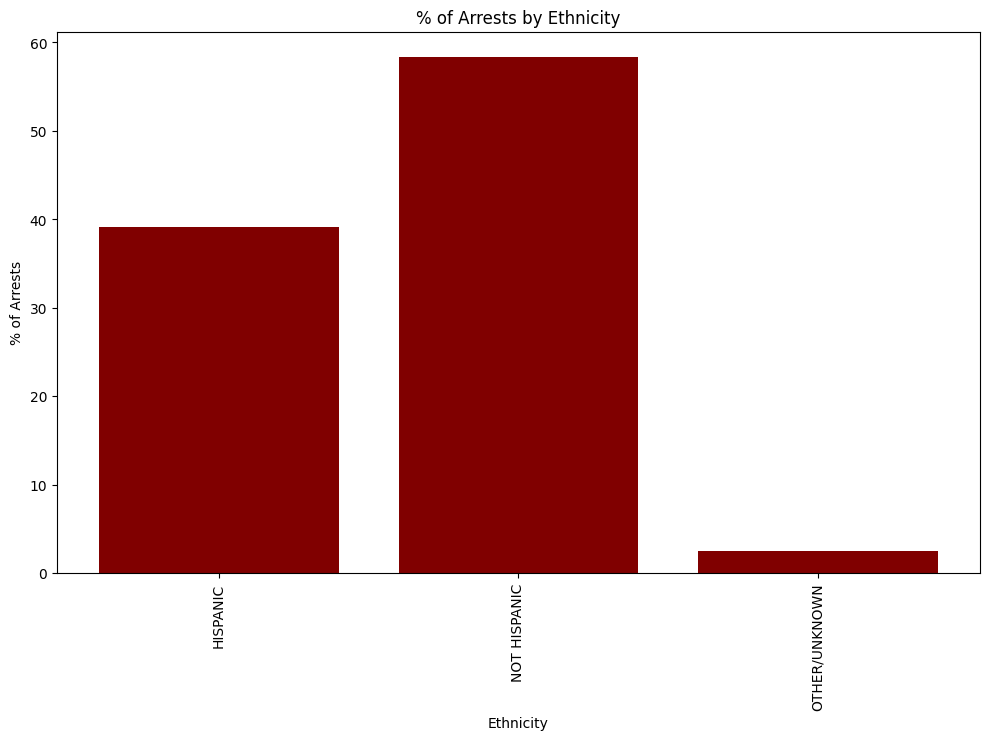 % of Arrests by Ethnicity
% of Arrests
60
50
40
30
20
10
0
HISPANIC
NOT HISPANIC
OTHER/UNKNOWN
Ethnicity